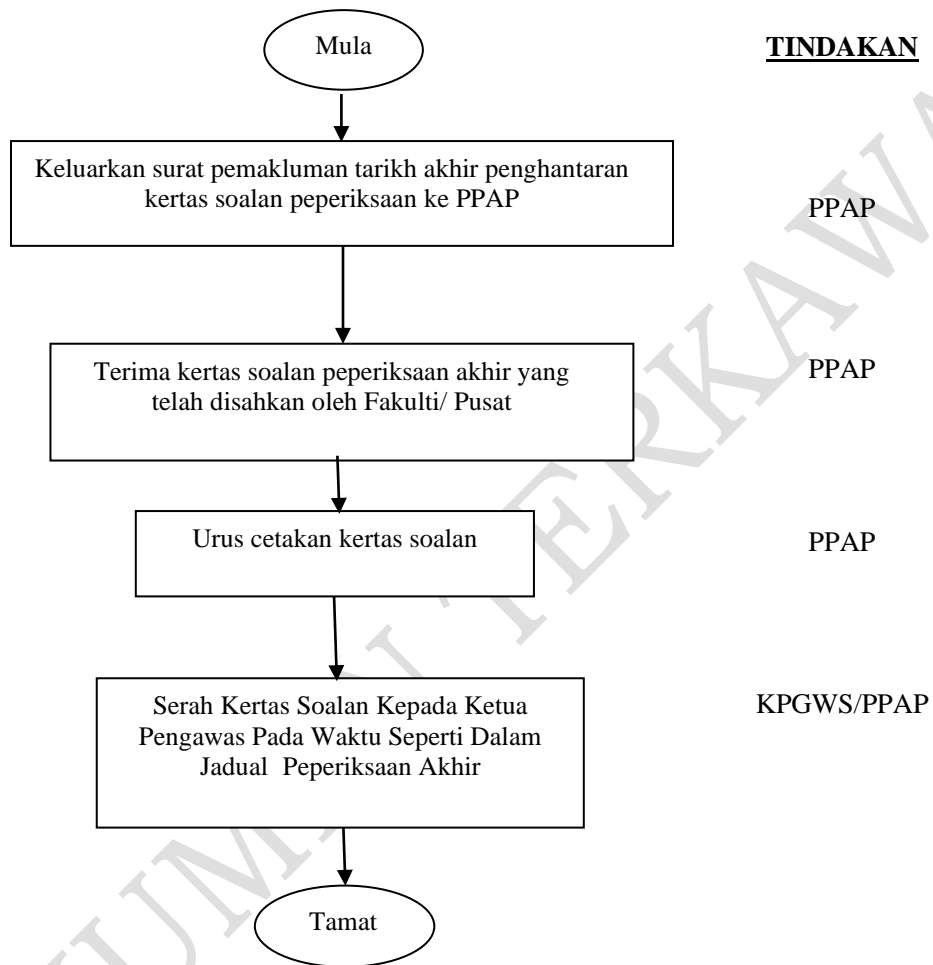 Mula
TINDAKAN
Keluarkan surat pemakluman tarikh akhir penghantaran
kertas soalan peperiksaan ke PPAP
PPAP
Terima kertas soalan peperiksaan akhir yang
telah disahkan oleh Fakulti/ Pusat
PPAP
Urus cetakan kertas soalan
PPAP
Serah Kertas Soalan Kepada Ketua
Pengawas Pada Waktu Seperti Dalam
Jadual Peperiksaan Akhir
KPGWS/PPAP
Tamat